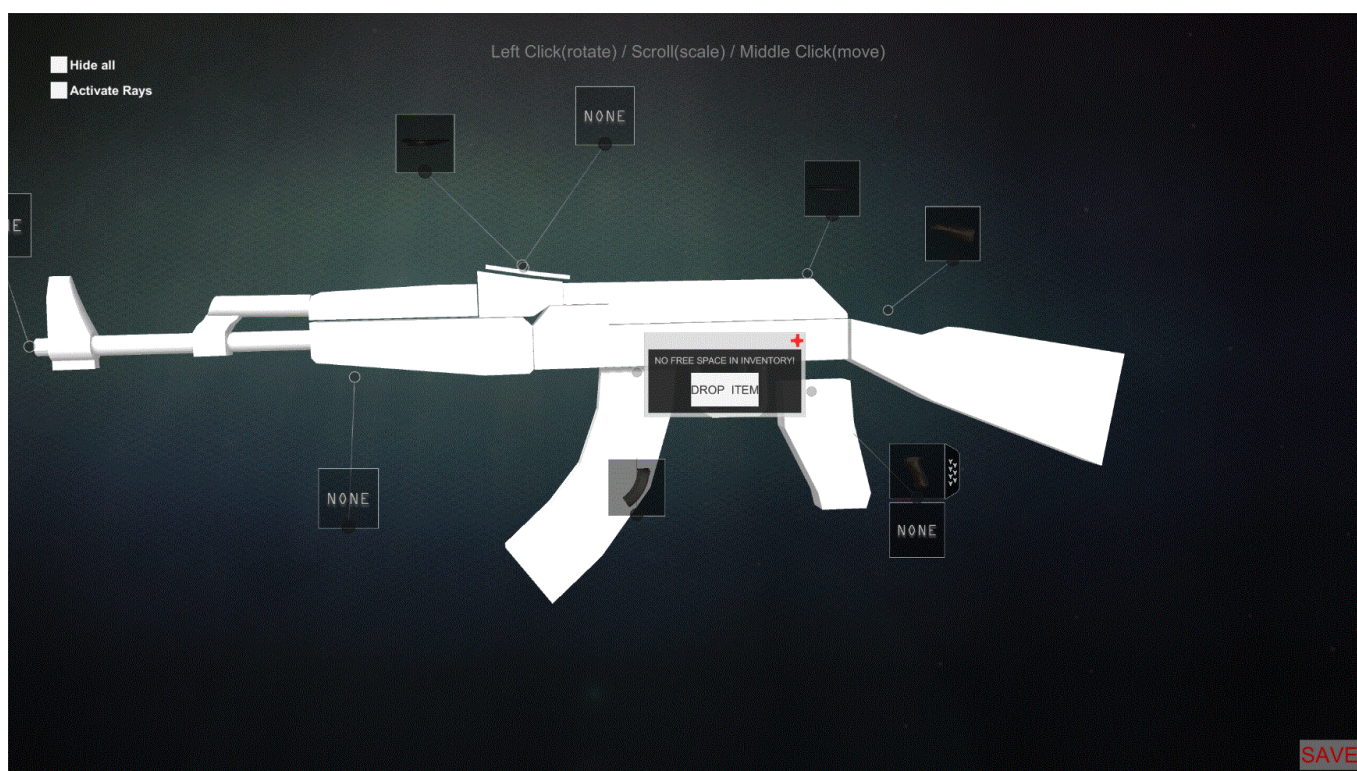 Left Click(rotate) / Scroll(scale) / Middle Click(move)
Hide all
Activate Rays
NONE
NE
NO FREE SPACE IN INVENTORY!
DROP ITEM
NONE
NONE
SAVE